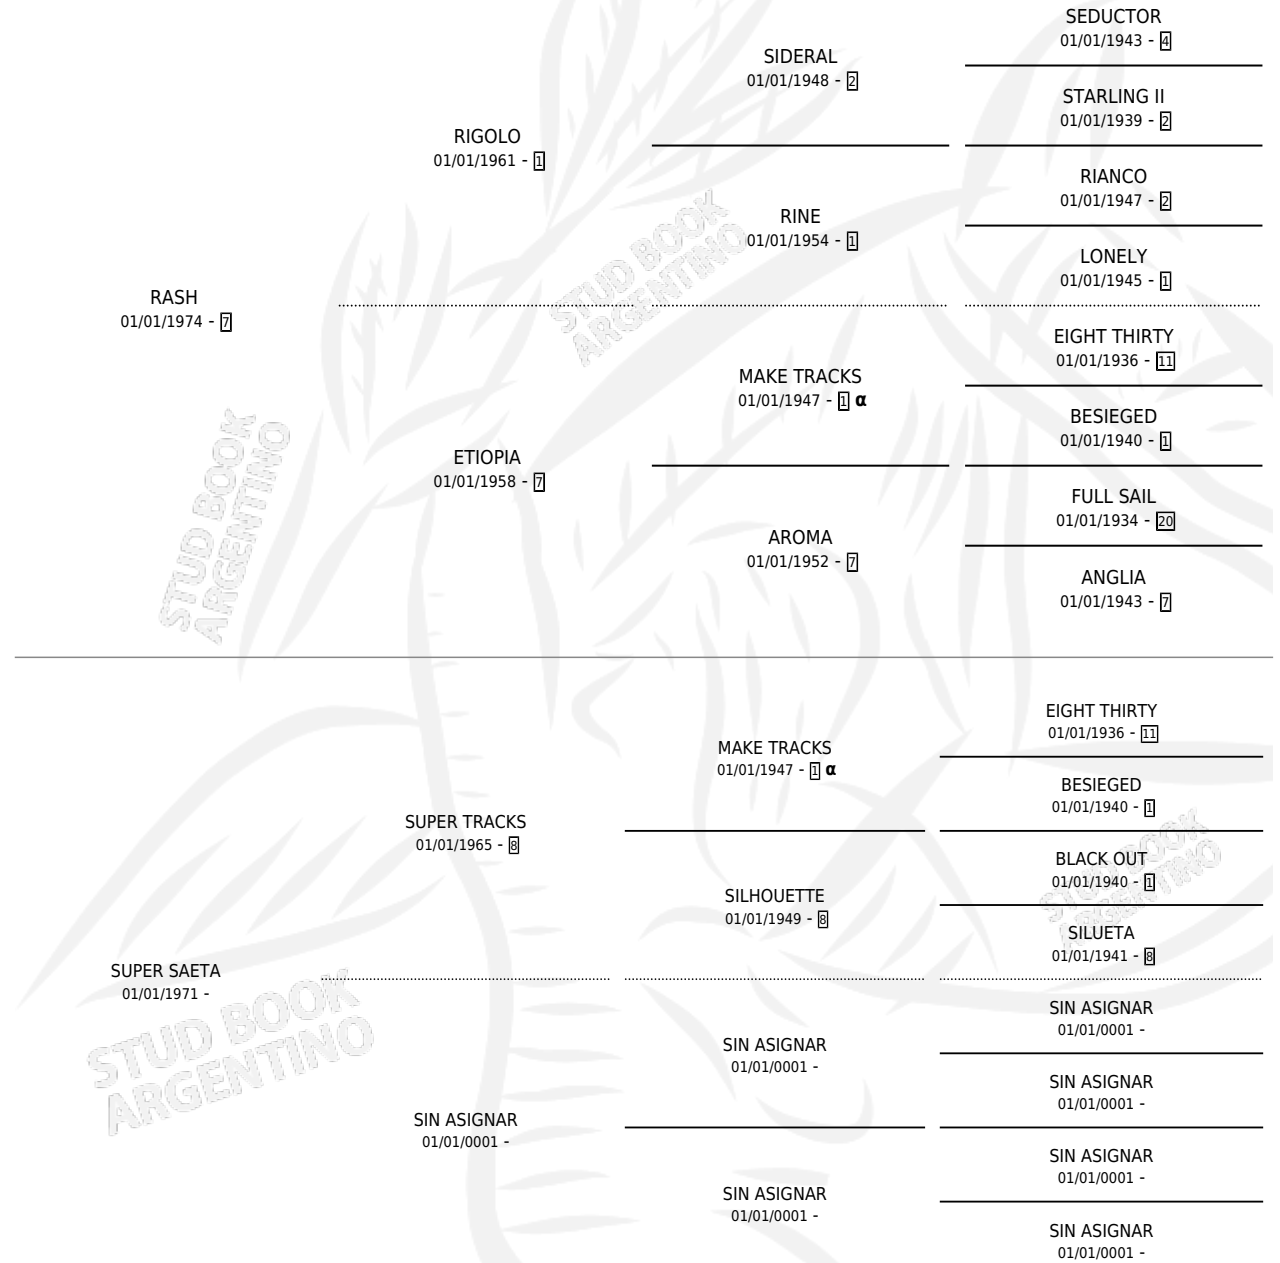 SEDUCTOR
01/01/1943 - 4
SIDERAL
01/01/1948 - 2
STARLING II
01/01/1939 - 2
RIGOLO
01/01/1961 - 1
RIANCO
01/01/1947 - 2
RINE
01/01/1954 - 1
LONELY
01/01/1945 - 1
RASH
01/01/1974 - 7
EIGHT THIRTY
01/01/1936 - 11
MAKE TRACKS
01/01/1947 - 1 α
BESIEGED
01/01/1940 - 1
ETIOPIA
01/01/1958 - 7
FULL SAIL
01/01/1934 - 20
AROMA
01/01/1952 - 7
ANGLIA
01/01/1943 - 7
EIGHT THIRTY
01/01/1936 - 11
MAKE TRACKS
01/01/1947 - 1 α
BESIEGED
01/01/1940 - 1
SUPER TRACKS
01/01/1965 - 8
BLACK OUT
01/01/1940 - 1
SILHOUETTE
01/01/1949 - 8
SILUETA
01/01/1941 - 8
SUPER SAETA
01/01/1971 -
SIN ASIGNAR
01/01/0001 -
SIN ASIGNAR
01/01/0001 -
SIN ASIGNAR
01/01/0001 -
SIN ASIGNAR
01/01/0001 -
SIN ASIGNAR
01/01/0001 -
SIN ASIGNAR
01/01/0001 -
SIN ASIGNAR
01/01/0001 -
STUD BOOK
ARGENTINO
STUD BOOK
ARGENTINO
STUD BOOK
ARGENTINO
STUD BOOK
ARGENTINO